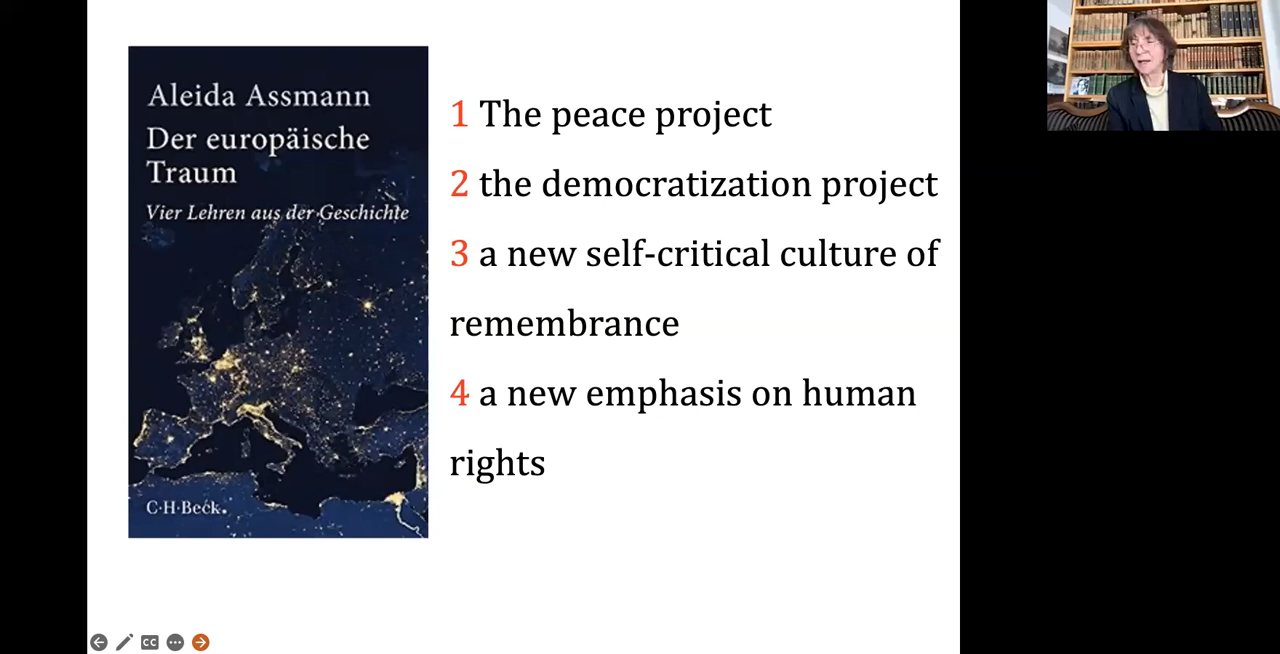 Aleida Assmann
Der europäische
Traum
Vier Lehren aus der Geschichte
C·H·Beck.
1 The peace project
2 the democratization project
3 a new self-critical culture of
remembrance
4 a new emphasis on human
rights
CC